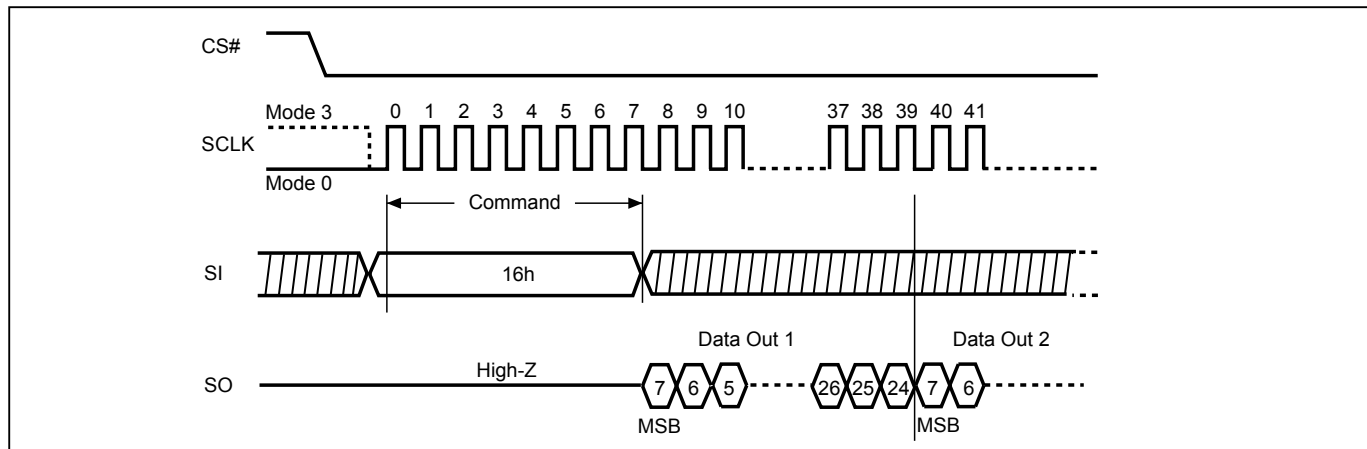 CS#
Mode 3 0 1 2 3 4 5 6 7 8 9 10 37 38 39 40 41
SCLK
Mode 0
Command
SI 16h
Data Out 1 Data Out 2
SO High-Z 7 6 5 26 25 24 7 6
MSB MSB